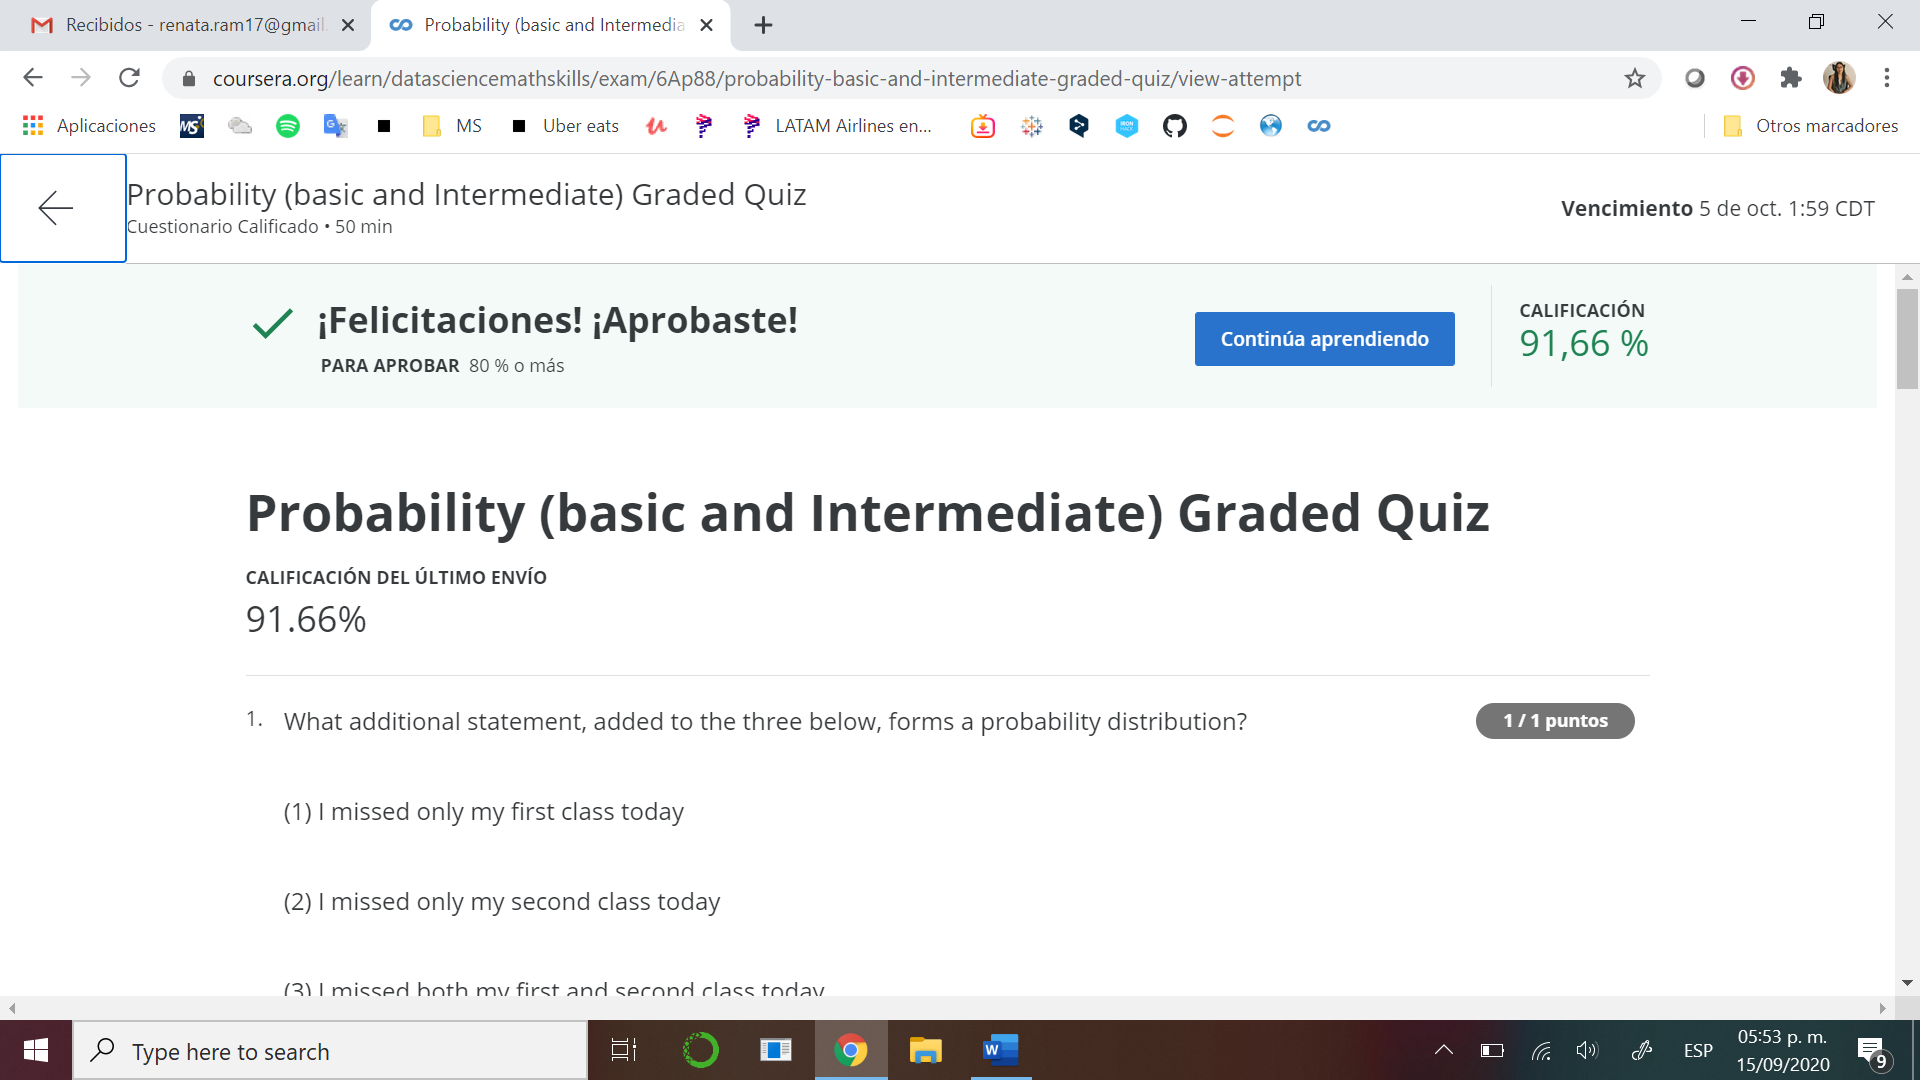 Recibidos - renata.ram17@gmail.
Probability (basic and Intermedia
coursera.org/learn/datasciencemathskills/exam/6Ap88/probability-basic-and-intermediate-graded-quiz/view-attempt
Aplicaciones
MS
MS
Uber eats
LATAM Airlines en...
Otros marcadores
Probability (basic and Intermediate) Graded Quiz
Cuestionario Calificado • 50 min
Vencimiento 5 de oct. 1:59 CDT
¡Felicitaciones! ¡Aprobaste!
PARA APROBAR 80 % o más
Continúa aprendiendo
CALIFICACIÓN
91,66 %
Probability (basic and Intermediate) Graded Quiz
CALIFICACIÓN DEL ÚLTIMO ENVÍO
91.66%
1. What additional statement, added to the three below, forms a probability distribution?
1 / 1 puntos
(1) I missed only my first class today
(2) I missed only my second class today
(3) I missed both my first and second class today
Type here to search
W
ESP
05:53 p. m.
15/09/2020
9